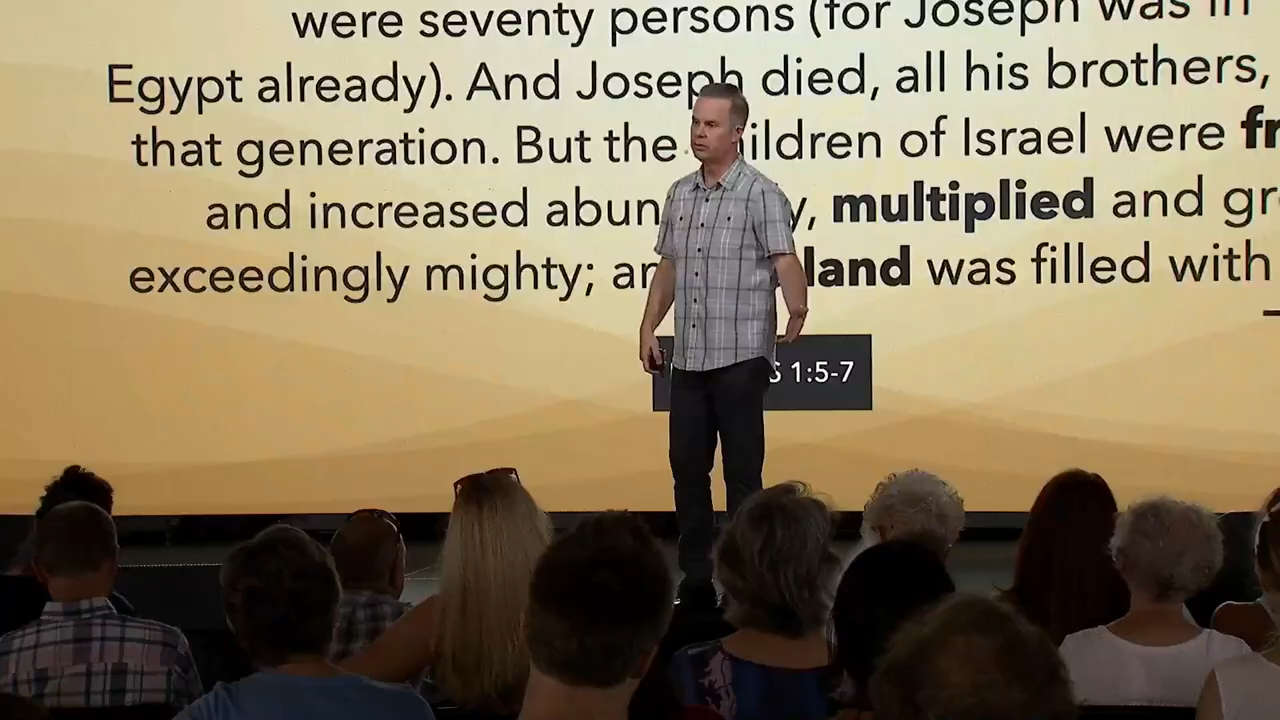 were seventy persons (for Joseph was in
Egypt already). And Joseph died, all his brothers,
that generation. But the ildren of Israel were fr
and increased abun y, multiplied and gr
exceedingly mighty; an land was filled with
S 1:5-7